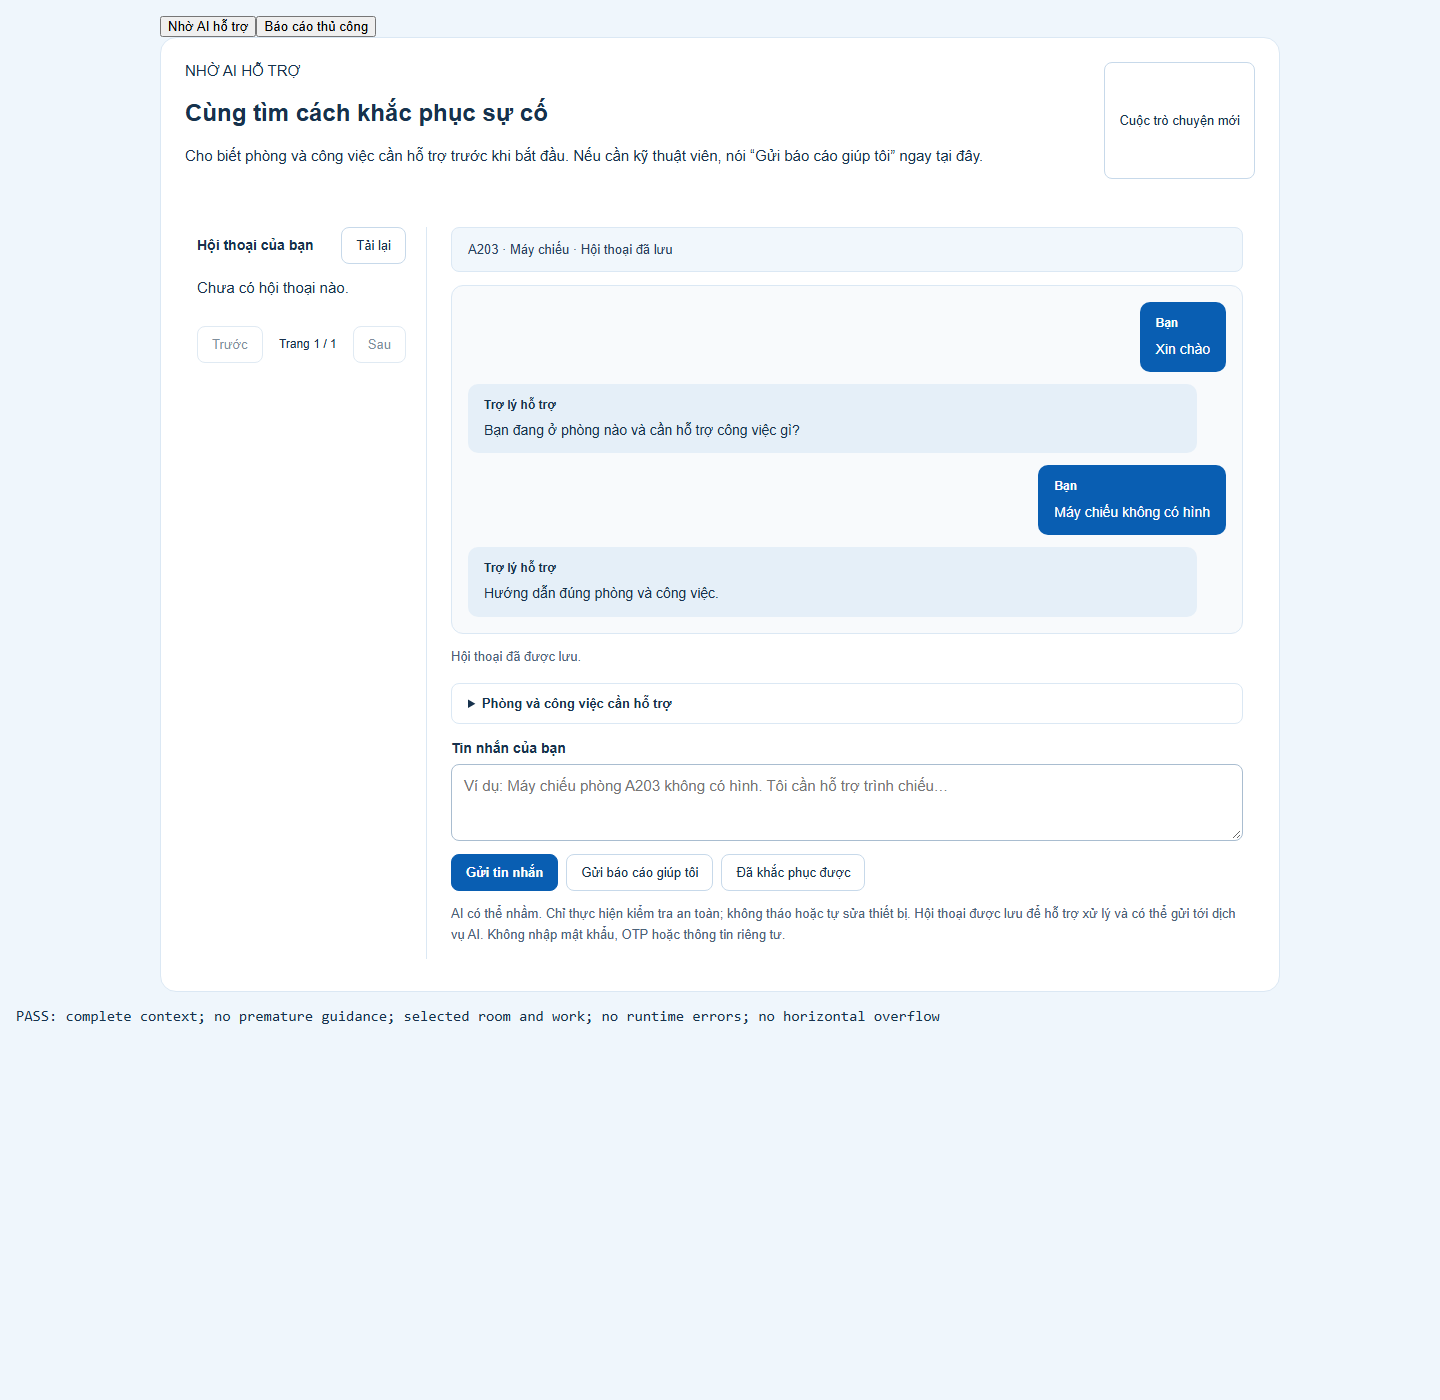 Nhờ AI hỗ trợ
Báo cáo thủ công
NHỜ AI HỖ TRỢ
Cùng tìm cách khắc phục sự cố
Cho biết phòng và công việc cần hỗ trợ trước khi bắt đầu. Nếu cần kỹ thuật viên, nói “Gửi báo cáo giúp tôi” ngay tại đây.
Cuộc trò chuyện mới
Hội thoại của bạn
Tải lại
Chưa có hội thoại nào.
Trước
Trang 1 / 1
Sau
A203 · Máy chiếu · Hội thoại đã lưu
Bạn
Xin chào
Trợ lý hỗ trợ
Bạn đang ở phòng nào và cần hỗ trợ công việc gì?
Bạn
Máy chiếu không có hình
Trợ lý hỗ trợ
Hướng dẫn đúng phòng và công việc.
Hội thoại đã được lưu.
Phòng và công việc cần hỗ trợ
Tin nhắn của bạn
Ví dụ: Máy chiếu phòng A203 không có hình. Tôi cần hỗ trợ trình chiếu…
Gửi tin nhắn
Gửi báo cáo giúp tôi
Đã khắc phục được
AI có thể nhầm. Chỉ thực hiện kiểm tra an toàn; không tháo hoặc tự sửa thiết bị. Hội thoại được lưu để hỗ trợ xử lý và có thể gửi tới dịch
vụ AI. Không nhập mật khẩu, OTP hoặc thông tin riêng tư.
PASS: complete context; no premature guidance; selected room and work; no runtime errors; no horizontal overflow